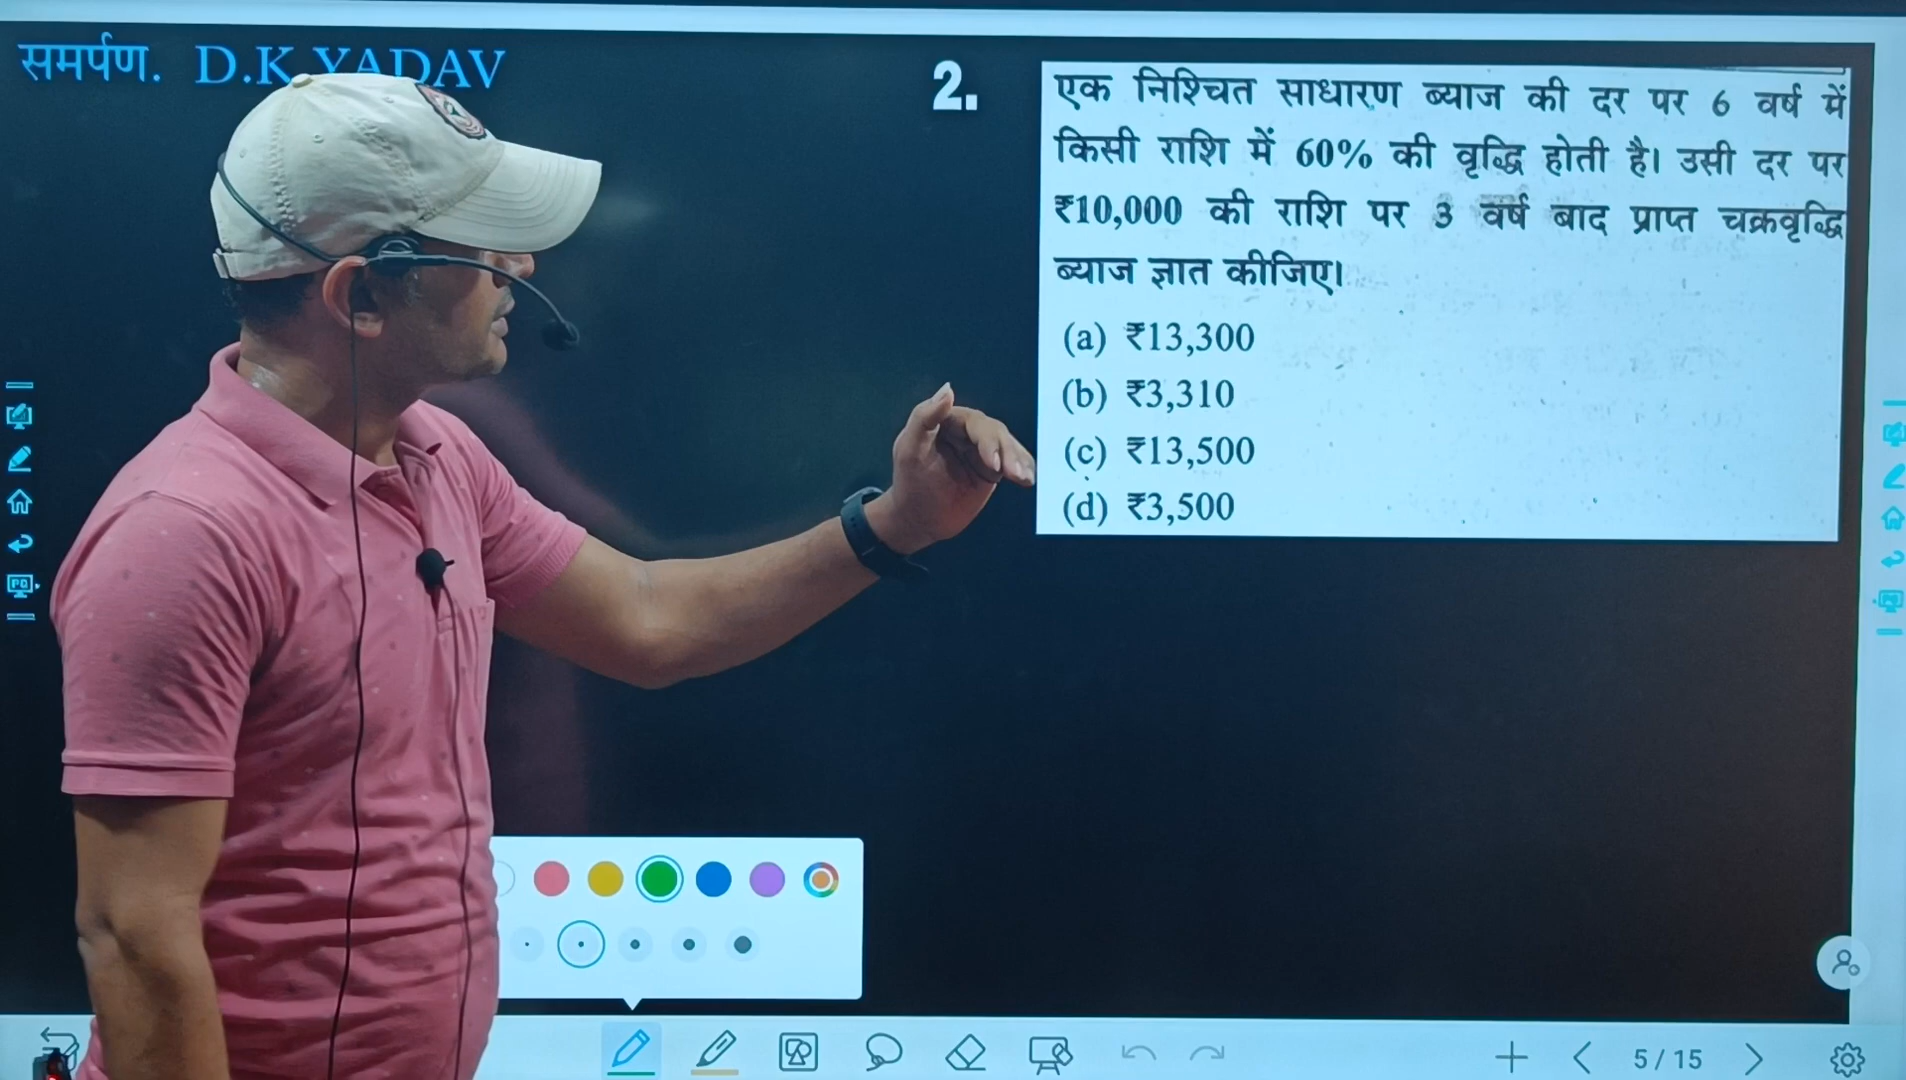 समर्पण. D.K YADAV
2.
एक निश्चित साधारण ब्याज की दर पर 6 वर्ष में
किसी राशि में 60% की वृद्धि होती है। उसी दर पर
₹10,000 की राशि पर 3 वर्ष बाद प्राप्त चक्रवृद्धि
ब्याज ज्ञात कीजिए।
(a) ₹13,300
(b) ₹3,310
(c) ₹13,500
(d) ₹3,500
5/15